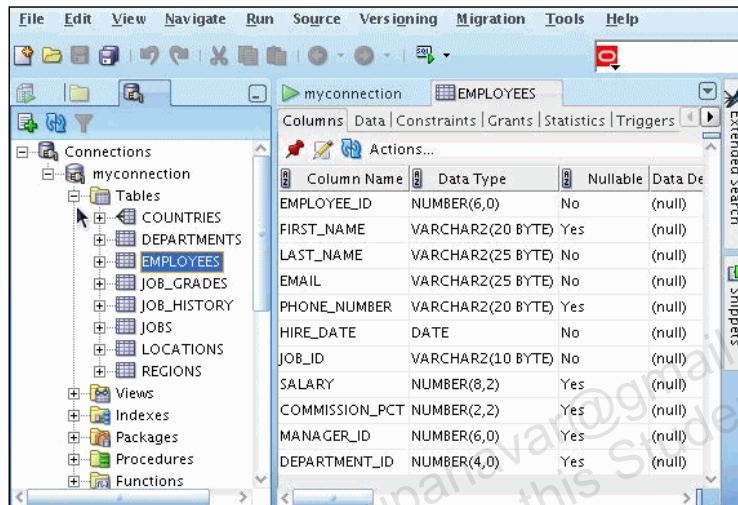 File Edit View Navigate Run Source Versioning Migration Tools Help
myconnection EMPLOYEES
Columns Data Constraints Grants Statistics Triggers
Actions...
Connections
myconnection
Tables
COUNTRIES
DEPARTMENTS
EMPLOYEES
JOB_GRADES
JOB_HISTORY
JOBS
LOCATIONS
REGIONS
Views
Indexes
Packages
Procedures
Functions
Column Name Data Type Nullable Data De
EMPLOYEE_ID NUMBER(6,0) No (null)
FIRST_NAME VARCHAR2(20 BYTE) Yes (null)
LAST_NAME VARCHAR2(25 BYTE) No (null)
EMAIL VARCHAR2(25 BYTE) No (null)
PHONE_NUMBER VARCHAR2(20 BYTE) Yes (null)
HIRE_DATE DATE No (null)
JOB_ID VARCHAR2(10 BYTE) No (null)
SALARY NUMBER(8,2) Yes (null)
COMMISSION_PCT NUMBER(2,2) Yes (null)
MANAGER_ID NUMBER(6,0) Yes (null)
DEPARTMENT_ID NUMBER(4,0) Yes (null)
Extended Search
Snippets
this Stude